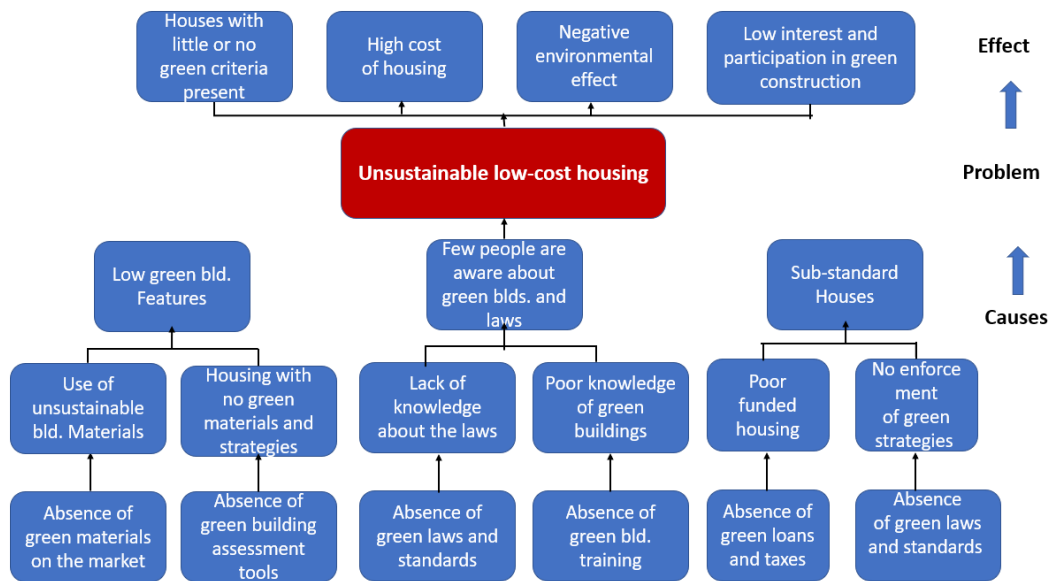 Houses with
little or no
green criteria
present
High cost
of housing
Negative
environmental
effect
Low interest and
participation in green
construction
Effect
Unsustainable low-cost housing
Problem
Low green bld.
Features
Few people are
aware about
green blds. and
laws
Sub-standard
Houses
Causes
Use of
unsustainable
bld. Materials
Housing with
no green
materials and
strategies
Lack of
knowledge
about the laws
Poor knowledge
of green
buildings
Poor
funded
housing
No enforce
ment
of green
strategies
Absence of
green materials
on the market
Absence of
green building
assessment
tools
Absence of
green laws and
standards
Absence of
green bld.
training
Absence of
green loans
and taxes
Absence
of green laws
and standards